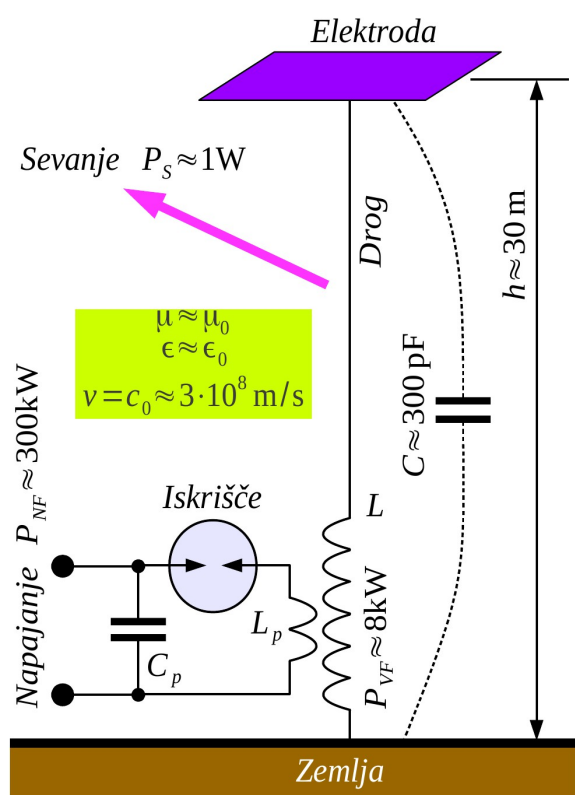 Elektroda
Sevanje P_S≈1W
Drog
h≈30m
μ≈μ_0
ϵ≈ϵ_0
v=c_0≈3·10^8 m/s
C≈300pF
Napajanje P_NF≈300kW
Iskrišče
L
L_p
C_p
P_VF≈8kW
Zemlja